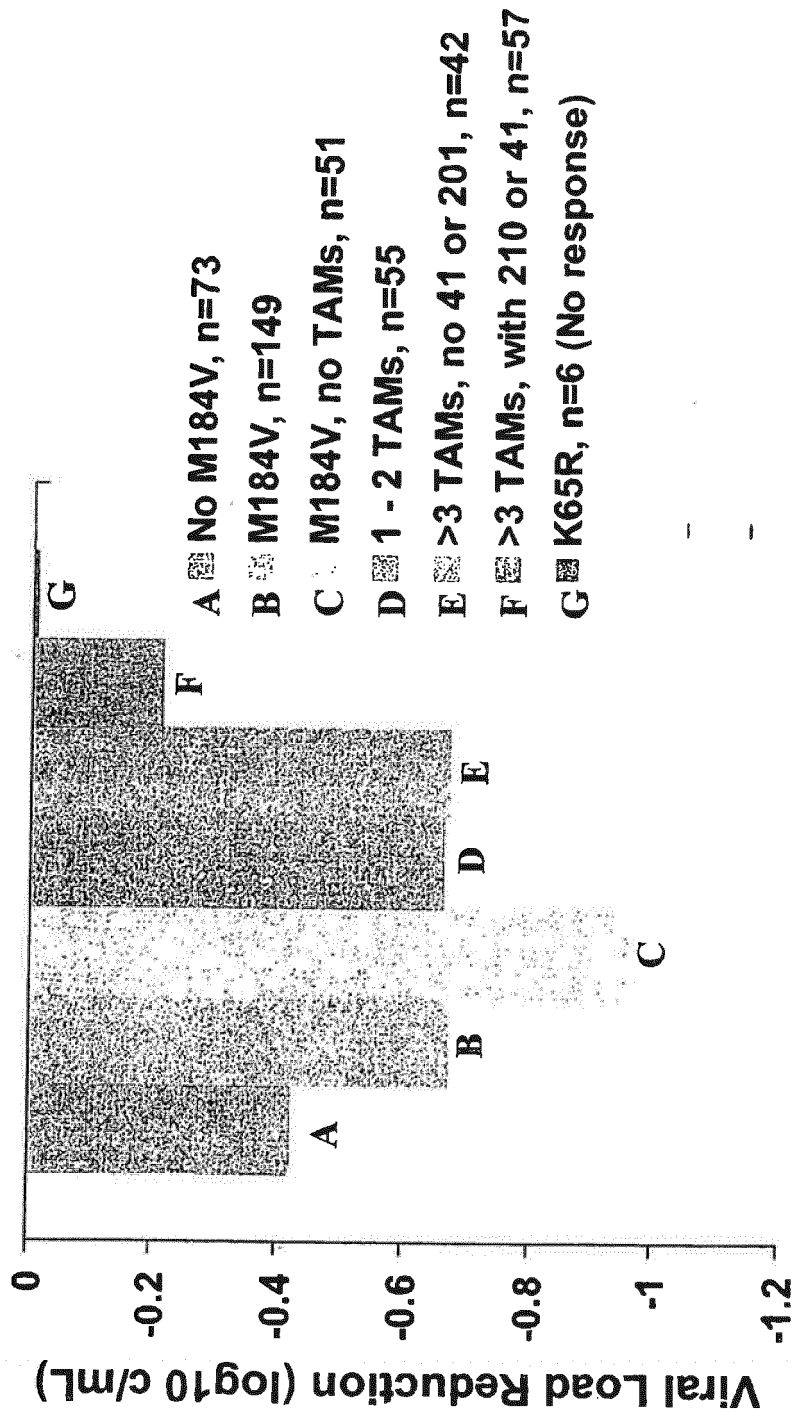 Viral Load Reduction (log10 c/mL)
0
-0.2
-0.4
-0.6
-0.8
-1
-1.2
A
B
C
D
E
F
G
A No M184V, n=73
B M184V, n=149
C M184V, no TAMs, n=51
D 1 - 2 TAMs, n=55
E >3 TAMs, no 41 or 201, n=42
F >3 TAMs, with 210 or 41, n=57
G K65R, n=6 (No response)